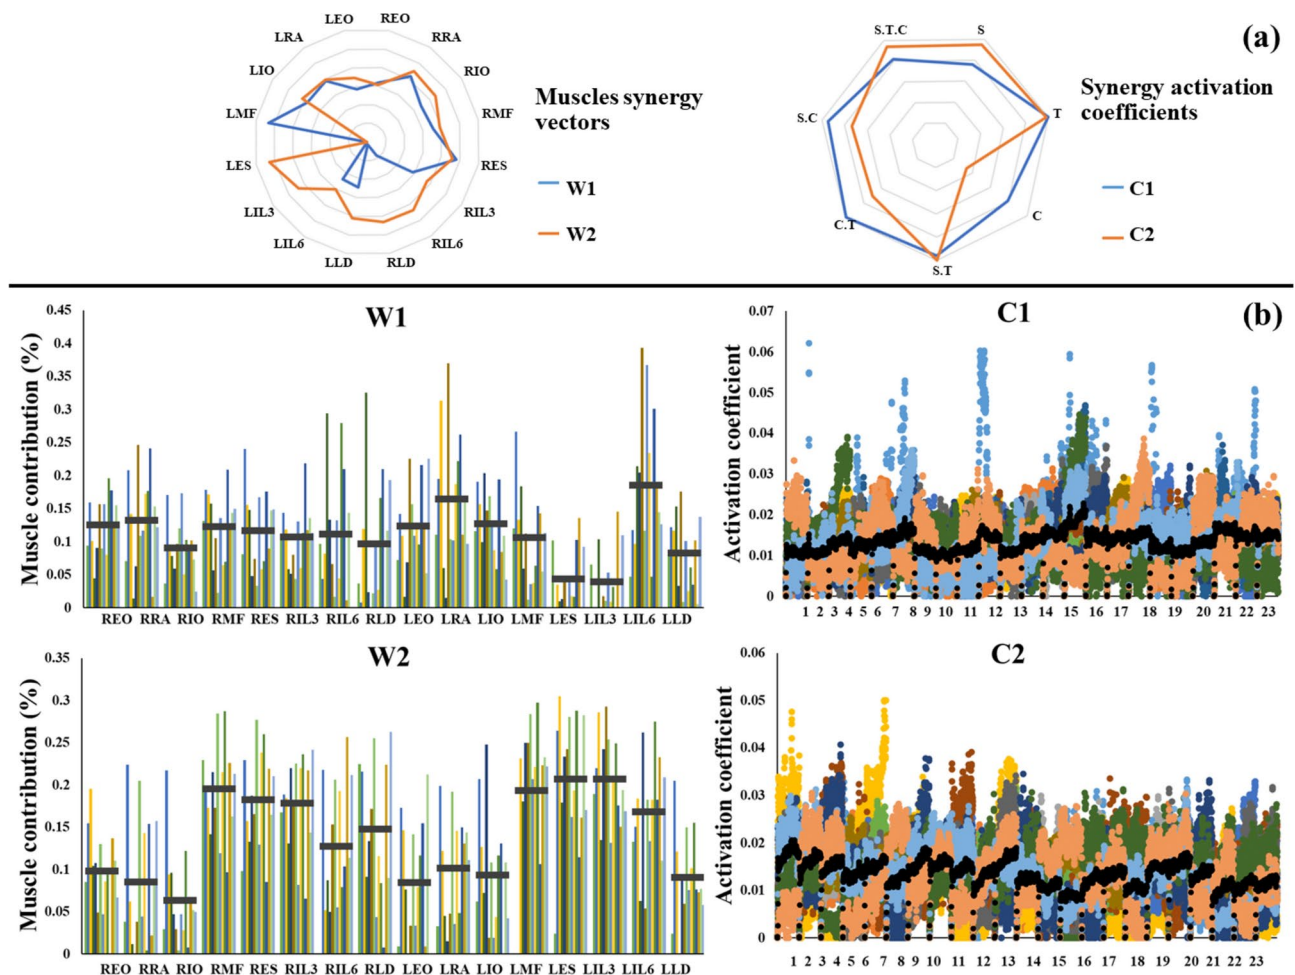 LEO REO
LRA RRA
LIO RIO
LMF RMF
LES RES
LIL3 RIL3
LIL6 RIL6
LLD RLD
Muscles synergy
vectors
W1
W2
S.T.C S
S.C T
C.T C
S.T
(a)
Synergy activation
coefficients
C1
C2
W1
Muscle contribution (%)
0.45
0.4
0.35
0.3
0.25
0.2
0.15
0.1
0.05
0
REO RRA RIO RMF RES RIL3 RIL6 RLD LEO LRA LIO LMF LES LIL3 LIL6 LLD
C1
(b)
Activation coefficient
0.07
0.06
0.05
0.04
0.03
0.02
0.01
0
1 2 3 4 5 6 7 8 9 10 11 12 13 14 15 16 17 18 19 20 21 22 23
W2
Muscle contribution (%)
0.35
0.3
0.25
0.2
0.15
0.1
0.05
0
REO RRA RIO RMF RES RIL3 RIL6 RLD LEO LRA LIO LMF LES LIL3 LIL6 LLD
C2
Activation coefficient
0.06
0.05
0.04
0.03
0.02
0.01
0
1 2 3 4 5 6 7 8 9 10 11 12 13 14 15 16 17 18 19 20 21 22 23